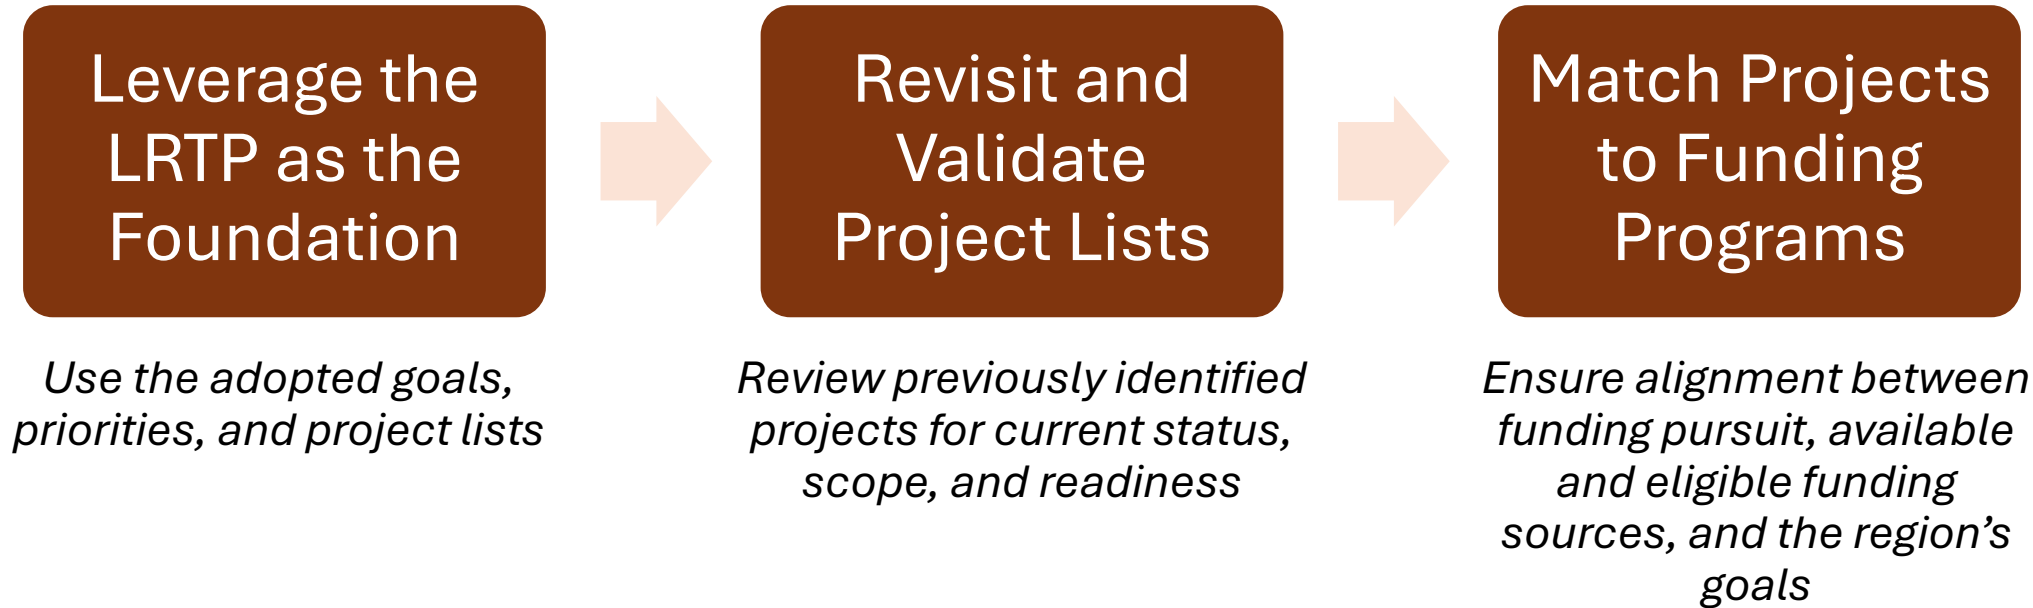 Leverage the
LRTP as the
Foundation
Use the adopted goals,
priorities, and project lists
Revisit and
Validate
Project Lists
Review previously identified
projects for current status,
scope, and readiness
Match Projects
to Funding
Programs
Ensure alignment between
funding pursuit, available
and eligible funding
sources, and the region’s
goals